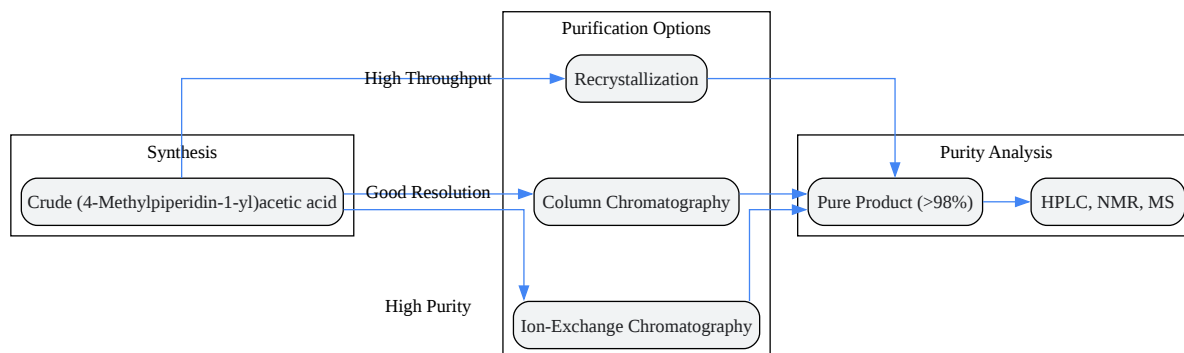 Purification Options
High Throughput
Recrystallization
Synthesis
Purity Analysis
Crude (4-Methylpiperidin-1-yl)acetic acid
Good Resolution
Column Chromatography
Pure Product (>98%)
HPLC, NMR, MS
High Purity
Ion-Exchange Chromatography